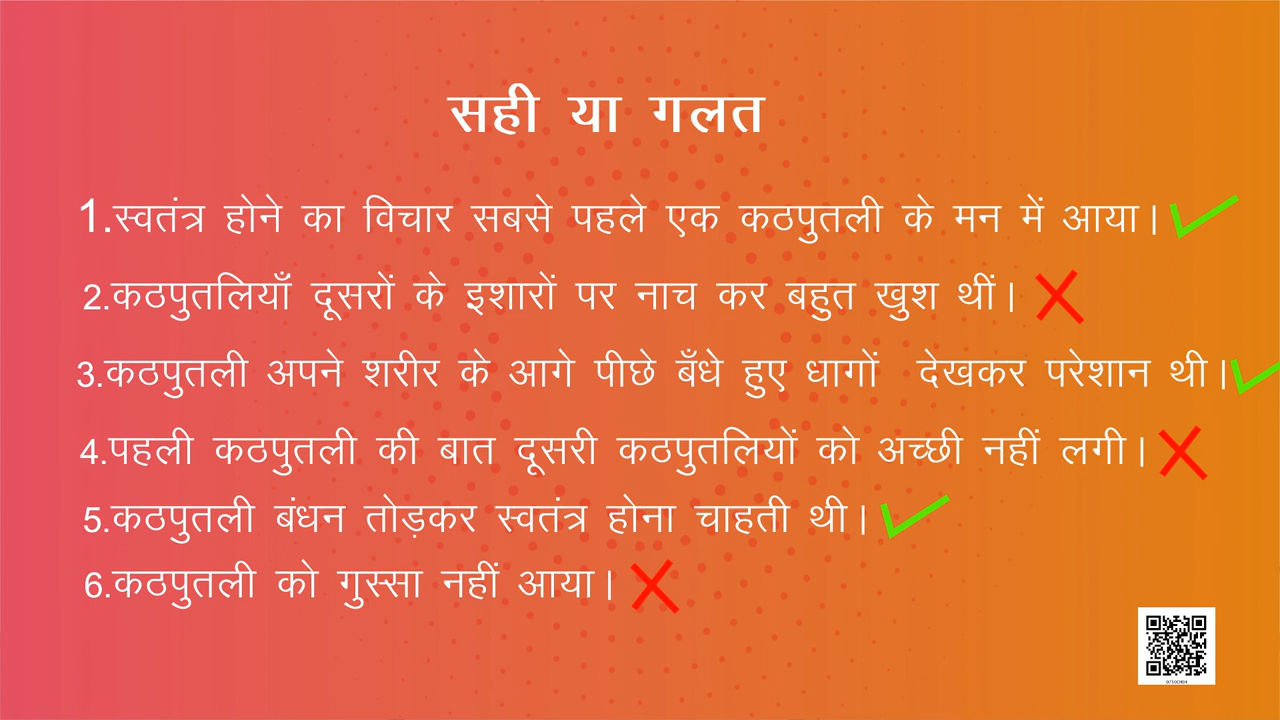 सही या गलत
1.स्वतंत्र होने का विचार सबसे पहले एक कठपुतली के मन में आया।
2.कठपुतलियाँ दूसरों के इशारों पर नाच कर बहुत खुश थीं।
3.कठपुतली अपने शरीर के आगे पीछे बँधे हुए धागों देखकर परेशान थी।
4.पहली कठपुतली की बात दूसरी कठपुतलियों को अच्छी नहीं लगी।
5.कठपुतली बंधन तोड़कर स्वतंत्र होना चाहती थी।
6.कठपुतली को गुस्सा नहीं आया।